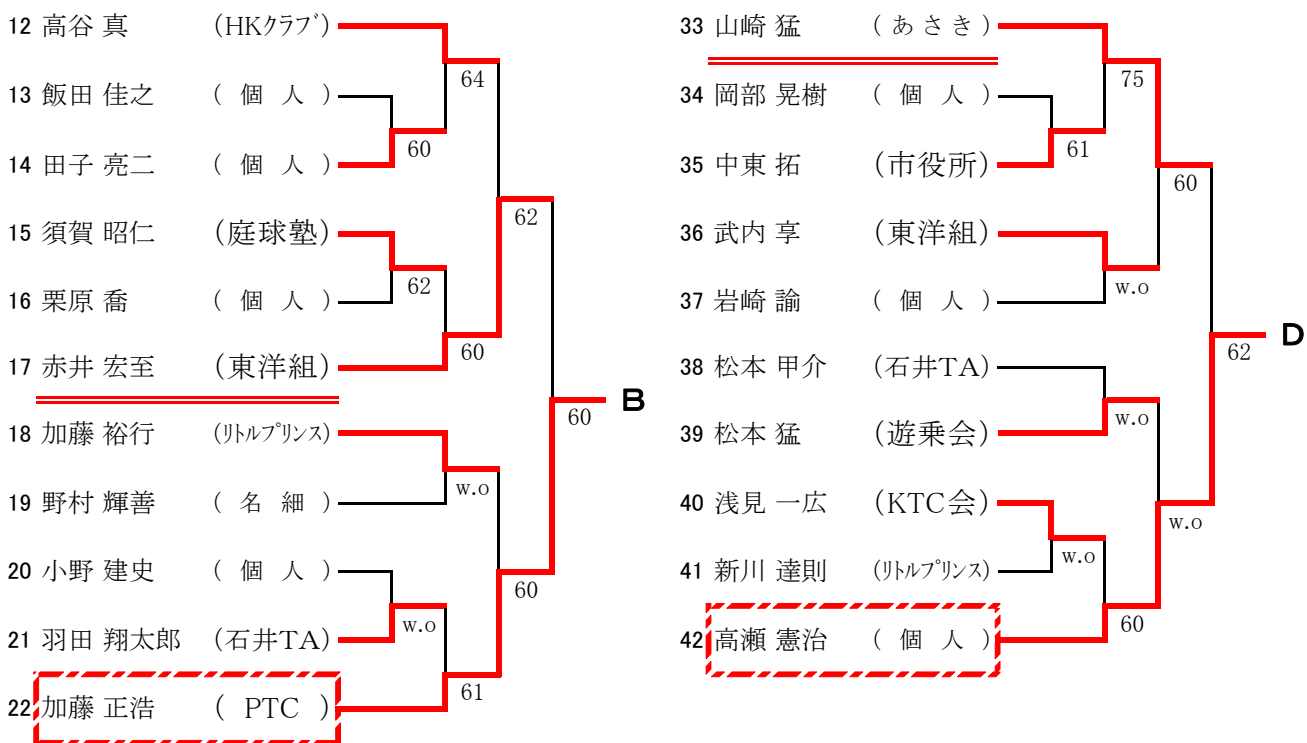 12 高谷 真 (HKクラブ)
64
13 飯田 佳之 ( 個 人 )
60
14 田子 亮二 ( 個 人 )
62
15 須賀 昭仁 (庭球塾)
62
16 栗原 喬 ( 個 人 )
60
17 赤井 宏至 (東洋組)
60 B
18 加藤 裕行 (リトルプリンス)
w.o
19 野村 輝善 ( 名 細 )
20 小野 建史 ( 個 人 )
60
w.o
21 羽田 翔太郎 (石井TA)
61
22 加藤 正浩 ( PTC )
33 山崎 猛 ( あ さ き )
75
34 岡部 晃樹 ( 個 人 )
61
35 中東 拓 (市役所)
60
36 武内 享 (東洋組)
w.o
37 岩崎 諭 ( 個 人 )
62 D
38 松本 甲介 (石井TA)
w.o
39 松本 猛 (遊乗会)
40 浅見 一広 (KTC会)
w.o
w.o
41 新川 達則 (リトルプリンス)
60
42 高瀬 憲治 ( 個 人 )